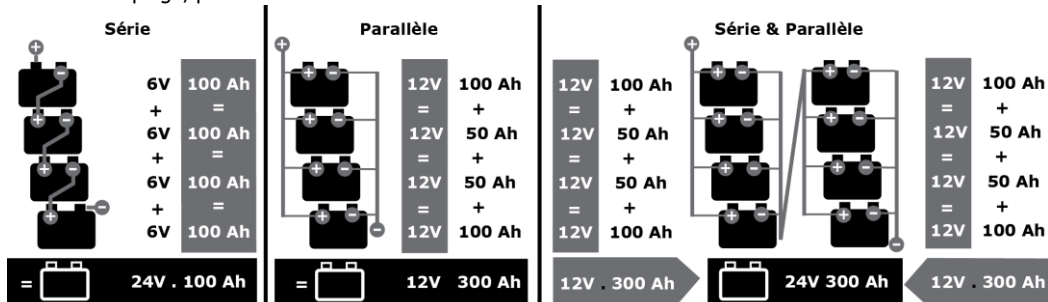 Série
6V 100 Ah
+ =
6V 100 Ah
+ =
6V 100 Ah
+ =
6V 100 Ah
= 24V . 100 Ah
Parallèle
12V 100 Ah
= +
12V 50 Ah
= +
12V 50 Ah
= +
12V 100 Ah
= 12V 300 Ah
Série & Parallèle
12V 100 Ah
= +
12V 50 Ah
= +
12V 50 Ah
= +
12V 100 Ah
12V . 300 Ah
24V 300 Ah
12V 100 Ah
= +
12V 50 Ah
= +
12V 50 Ah
= +
12V 100 Ah
12V . 300 Ah